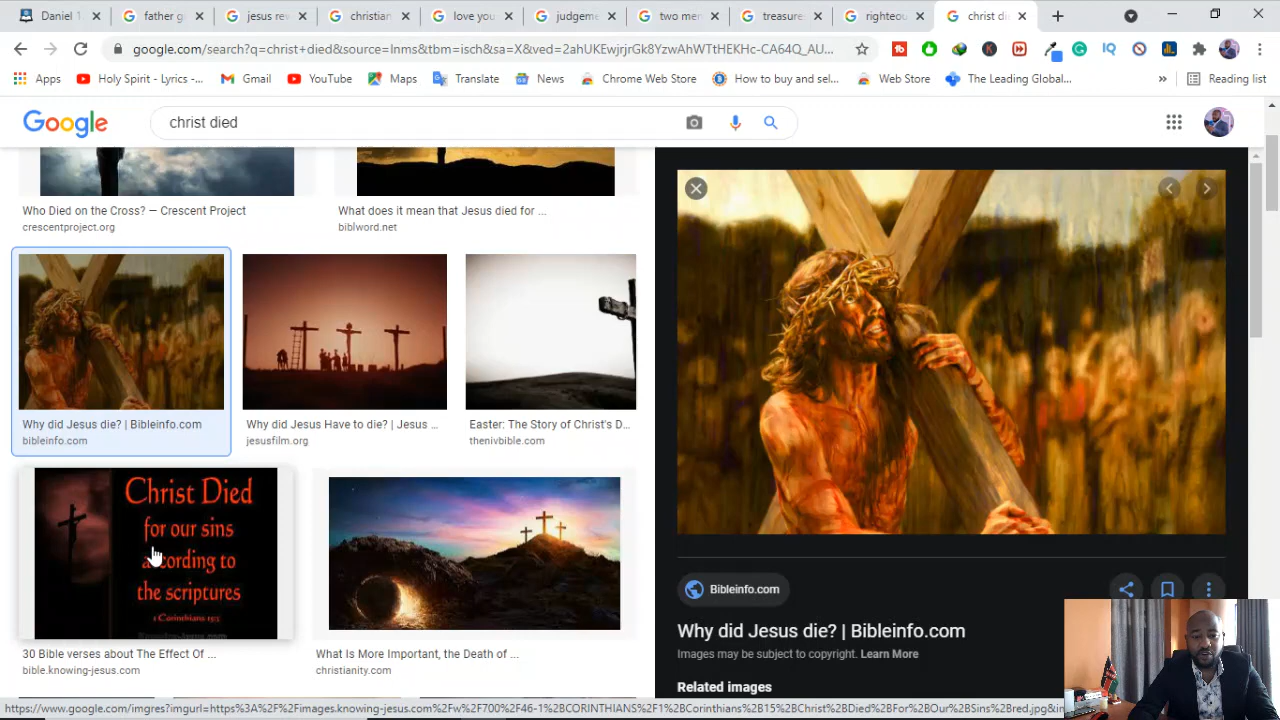 Daniel 1
father g
jesus rev
christian
love you
judgeme
two men
treasure
righteou
christ di
google.com/search?q=christ+died&source=lnms&tbm=isch&sa=X&ved=2ahUKEwjrjrGk8YzwAhWTtHEKHc-CA64Q_AU...
Apps
Holy Spirit - Lyrics -...
Gmail
YouTube
Maps
Translate
News
Chrome Web Store
How to buy and sel...
Web Store
The Leading Global...
»
Reading list
Google
christ died
Who Died on the Cross? — Crescent Project
crescentproject.org
What does it mean that Jesus died for ...
biblword.net
Why did Jesus die? | Bibleinfo.com
bibleinfo.com
Why did Jesus Have to die? | Jesus ...
jesusfilm.org
Easter: The Story of Christ's D...
thenivbible.com
Christ Died
for our sins
according to
the scriptures
1 Corinthians 15:3
30 Bible verses about The Effect Of ...
bible.knowing-jesus.com
What Is More Important, the Death of ...
christianity.com
Bibleinfo.com
Why did Jesus die? | Bibleinfo.com
Images may be subject to copyright. Learn More
Related images
https://www.google.com/imgres?imgurl=https%3A%2F%2Fimages.knowing-jesus.com%2Fw%2F700%2F46-1%2BCORINTHIANS%2F1%2BCorinthians%2B15%2BChrist%2BDied%2BFor%2BOur%2BSins%2Bred.jpg&im